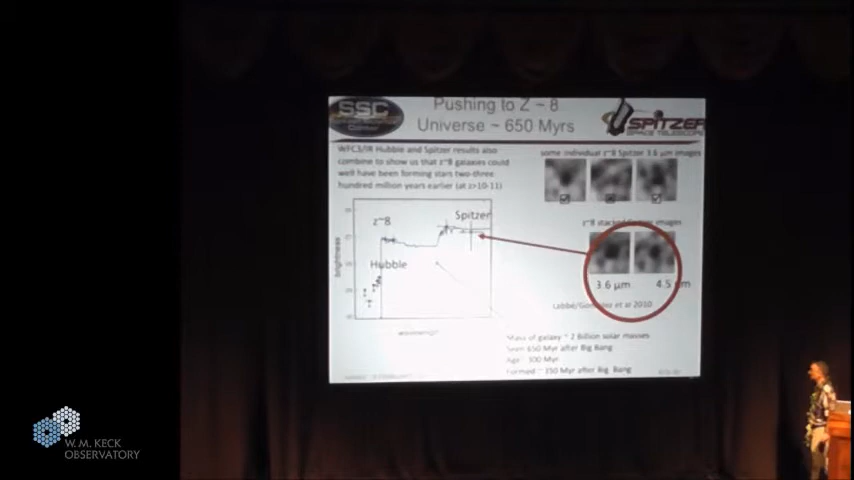 SSC
Pushing to Z ~ 8
Universe ~ 650 Myrs
SPITZER
SPACE TELESCOPE
WFC3/IR Hubble and Spitzer results also
combine to show us that z~8 galaxies could
well have been forming stars two-three
hundred million years earlier (at z>10-11)
some individual z~8 Spitzer 3.6 μm images
z~8
Spitzer
Hubble
brightness
wavelength
z~8 stacked Spitzer images
3.6 μm
4.5 μm
Labbé/Gonzalez et al 2010
Mass of galaxy ~ 2 Billion solar masses
Seen 650 Myr after Big Bang
Age: 300 Myr
Formed ~ 350 Myr after Big Bang
W. M. KECK
OBSERVATORY